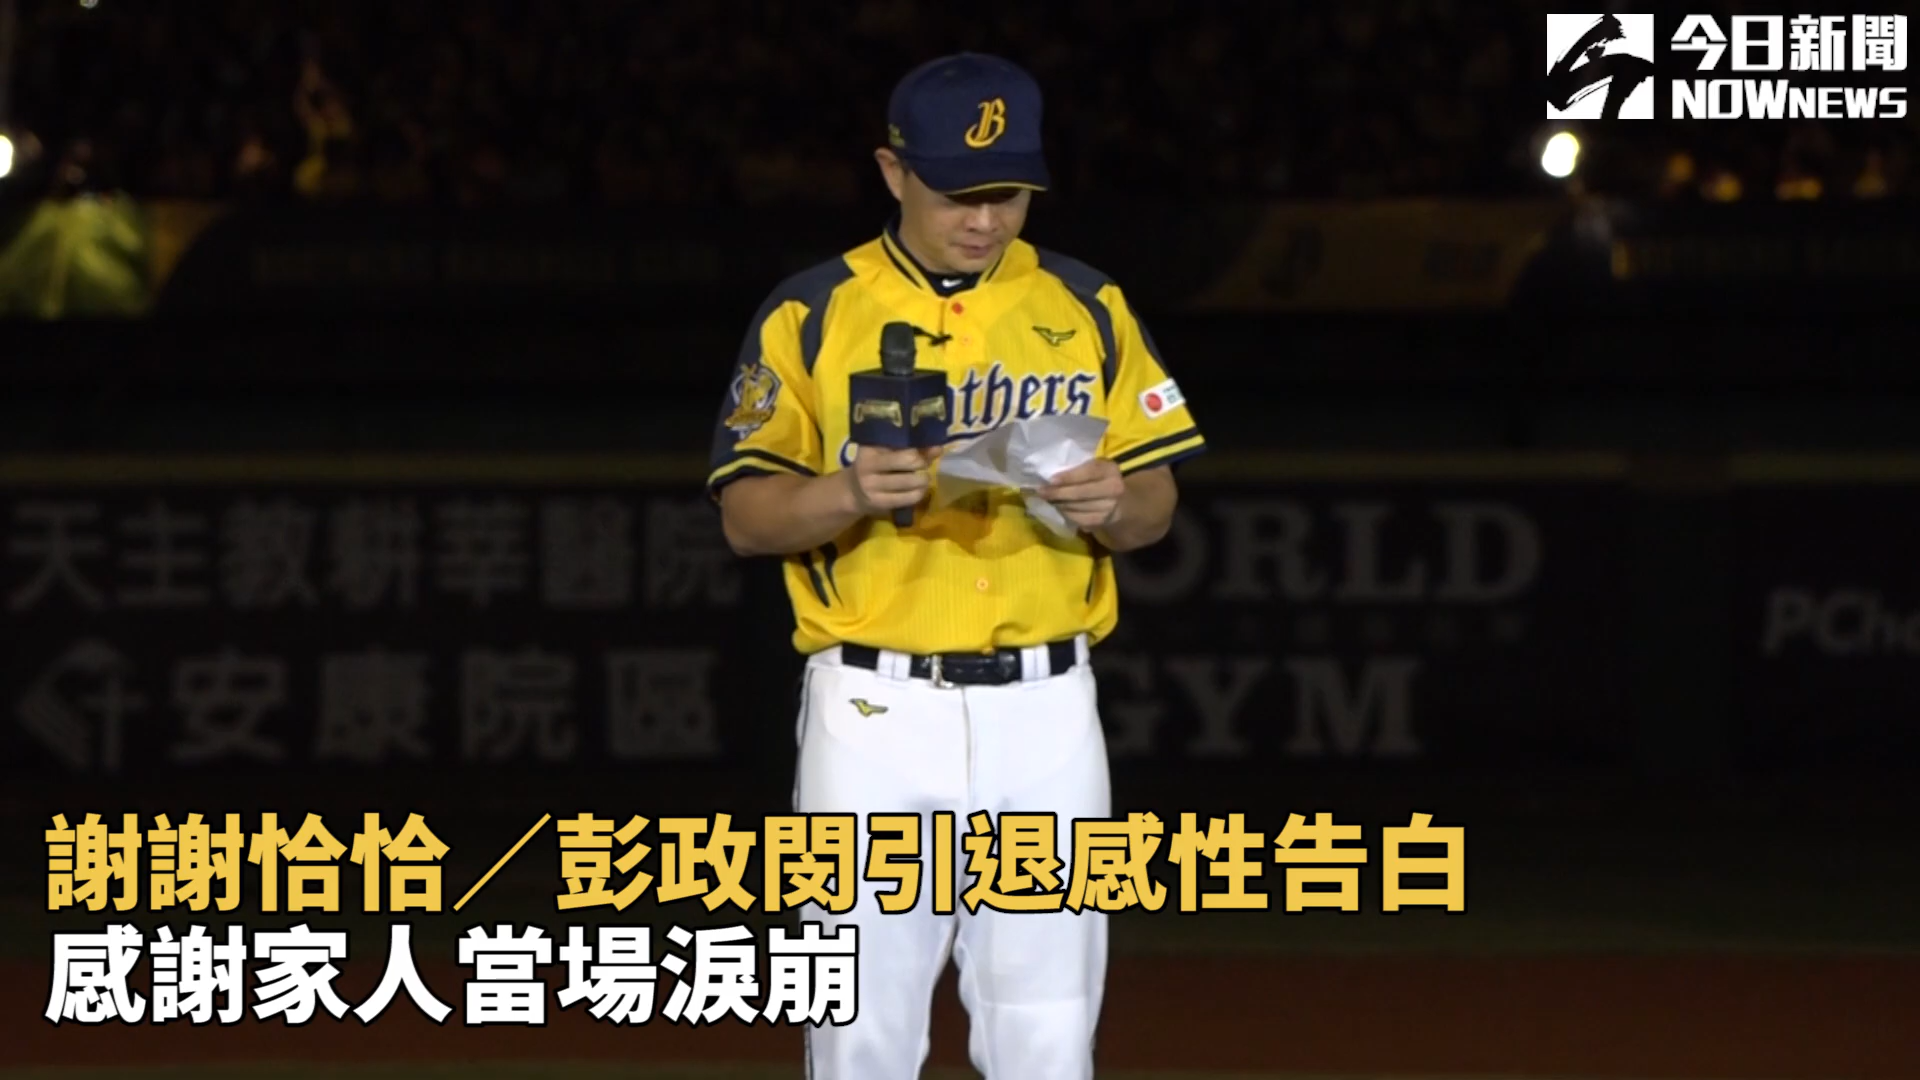 今日新聞
NOWNEWS
B
others
天主教耕莘醫院
安康院區
WORLD
GYM
謝謝恰恰／彭政閔引退感性告白
感謝家人當場淚崩